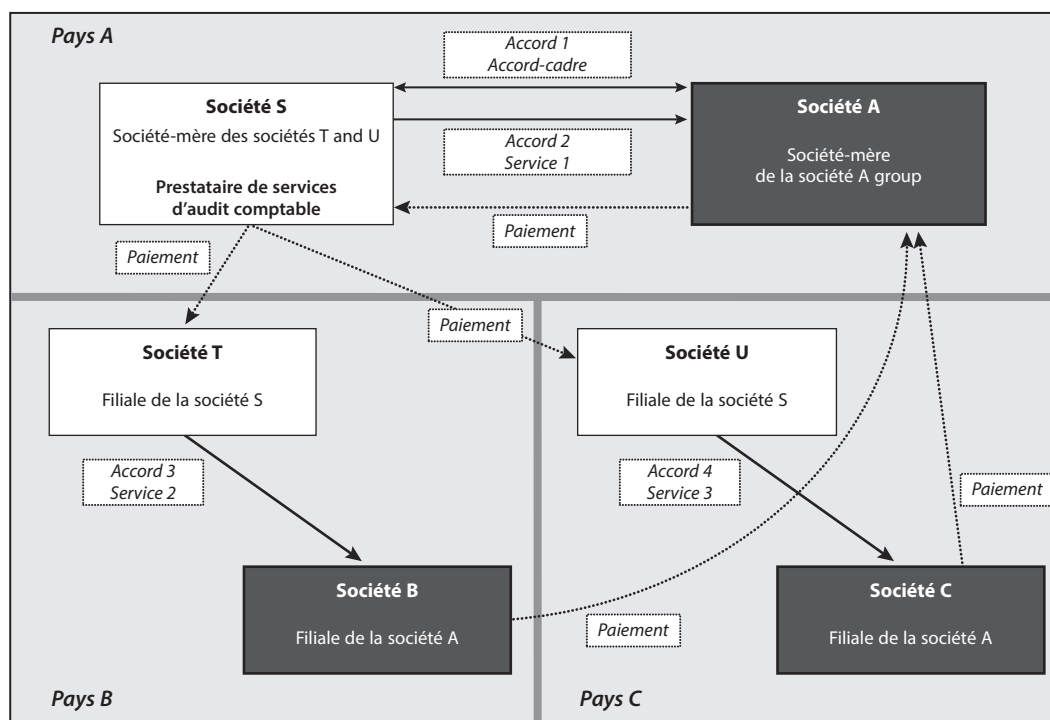 Pays A
Accord 1
Accord-cadre
Société S
Société-mère des sociétés T and U
Prestataire de services
d'audit comptable
Accord 2
Service 1
Société A
Société-mère
de la société A group
Paiement
Paiement
Paiement
Société T
Filiale de la société S
Société U
Filiale de la société S
Accord 3
Service 2
Accord 4
Service 3
Paiement
Société B
Filiale de la société A
Paiement
Société C
Filiale de la société A
Pays B
Pays C